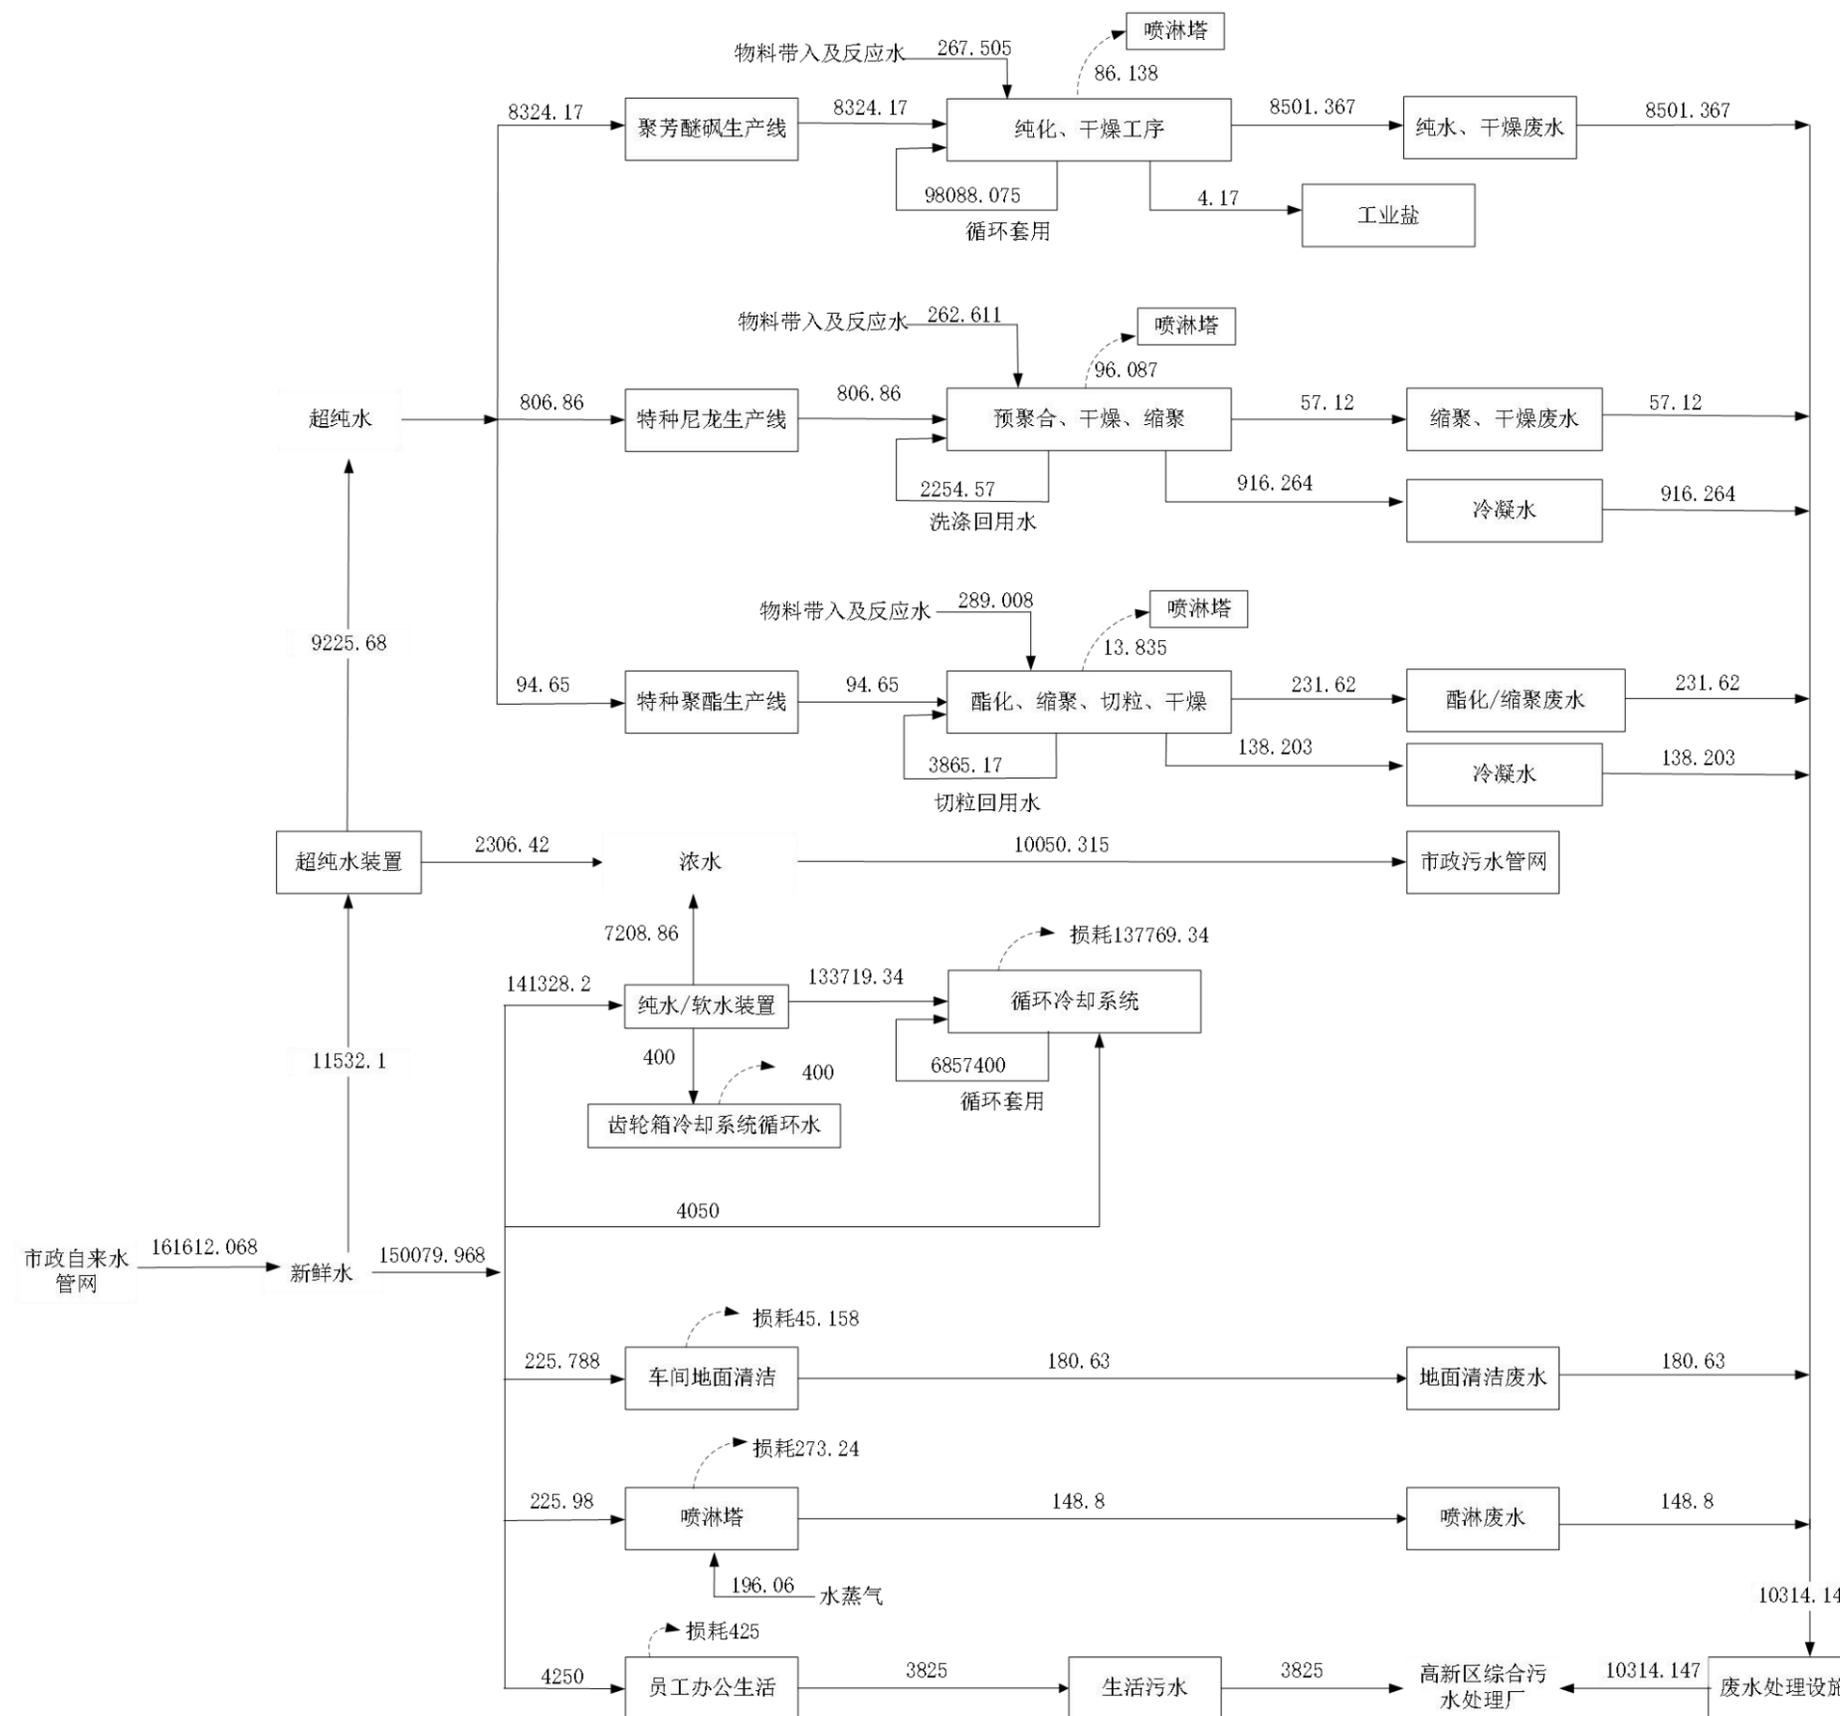 喷淋塔
物料带入及反应水
267.505
86.138
8324.17
聚芳醚砜生产线
8324.17
纯化、干燥工序
8501.367
纯水、干燥废水
8501.367
98088.075
循环套用
4.17
工业盐
物料带入及反应水
262.611
喷淋塔
96.087
超纯水
806.86
特种尼龙生产线
806.86
预聚合、干燥、缩聚
57.12
缩聚、干燥废水
57.12
2254.57
洗涤回用水
916.264
冷凝水
916.264
物料带入及反应水
289.008
喷淋塔
13.835
9225.68
94.65
特种聚酯生产线
94.65
酯化、缩聚、切粒、干燥
231.62
酯化/缩聚废水
231.62
3865.17
切粒回用水
138.203
冷凝水
138.203
超纯水装置
2306.42
浓水
10050.315
市政污水管网
7208.86
损耗137769.34
141328.2
纯水/软水装置
133719.34
循环冷却系统
11532.1
400
400
6857400
循环套用
齿轮箱冷却系统循环水
4050
市政自来水
管网
161612.068
新鲜水
150079.968
损耗45.158
225.788
车间地面清洁
180.63
地面清洁废水
180.63
损耗273.24
225.98
喷淋塔
148.8
喷淋废水
148.8
196.06
水蒸气
10314.14
损耗425
4250
员工办公生活
3825
生活污水
3825
高新区综合污
水处理厂
10314.147
废水处理设施